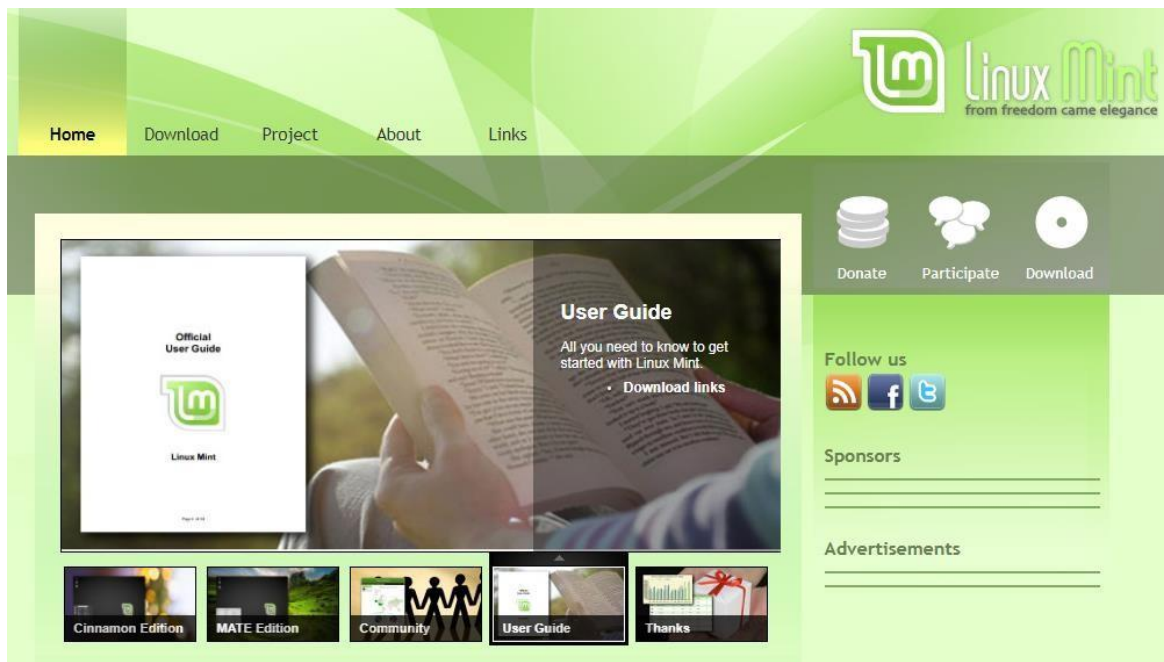 Linux Mint
from freedom came elegance
Home Download Project About Links
Donate Participate Download
Official
User Guide
Linux Mint
User Guide
All you need to know to get
started with Linux Mint.
• Download links
Follow us
Sponsors
Advertisements
Cinnamon Edition MATE Edition Community User Guide Thanks